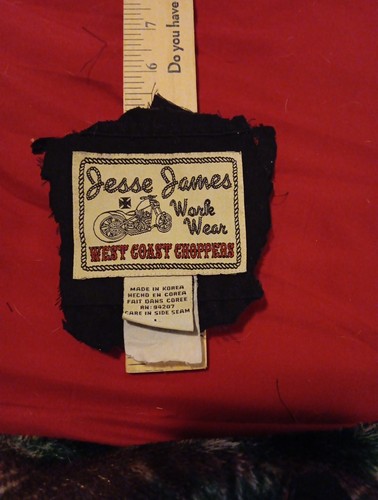 7
6
Do you have
Jesse James
Work
Wear
WEST COAST CHOPPERS
MADE IN KOREA
HECHO EN COREA
FAIT DANS COREE
RN: 94207
CARE IN SIDE SEAM